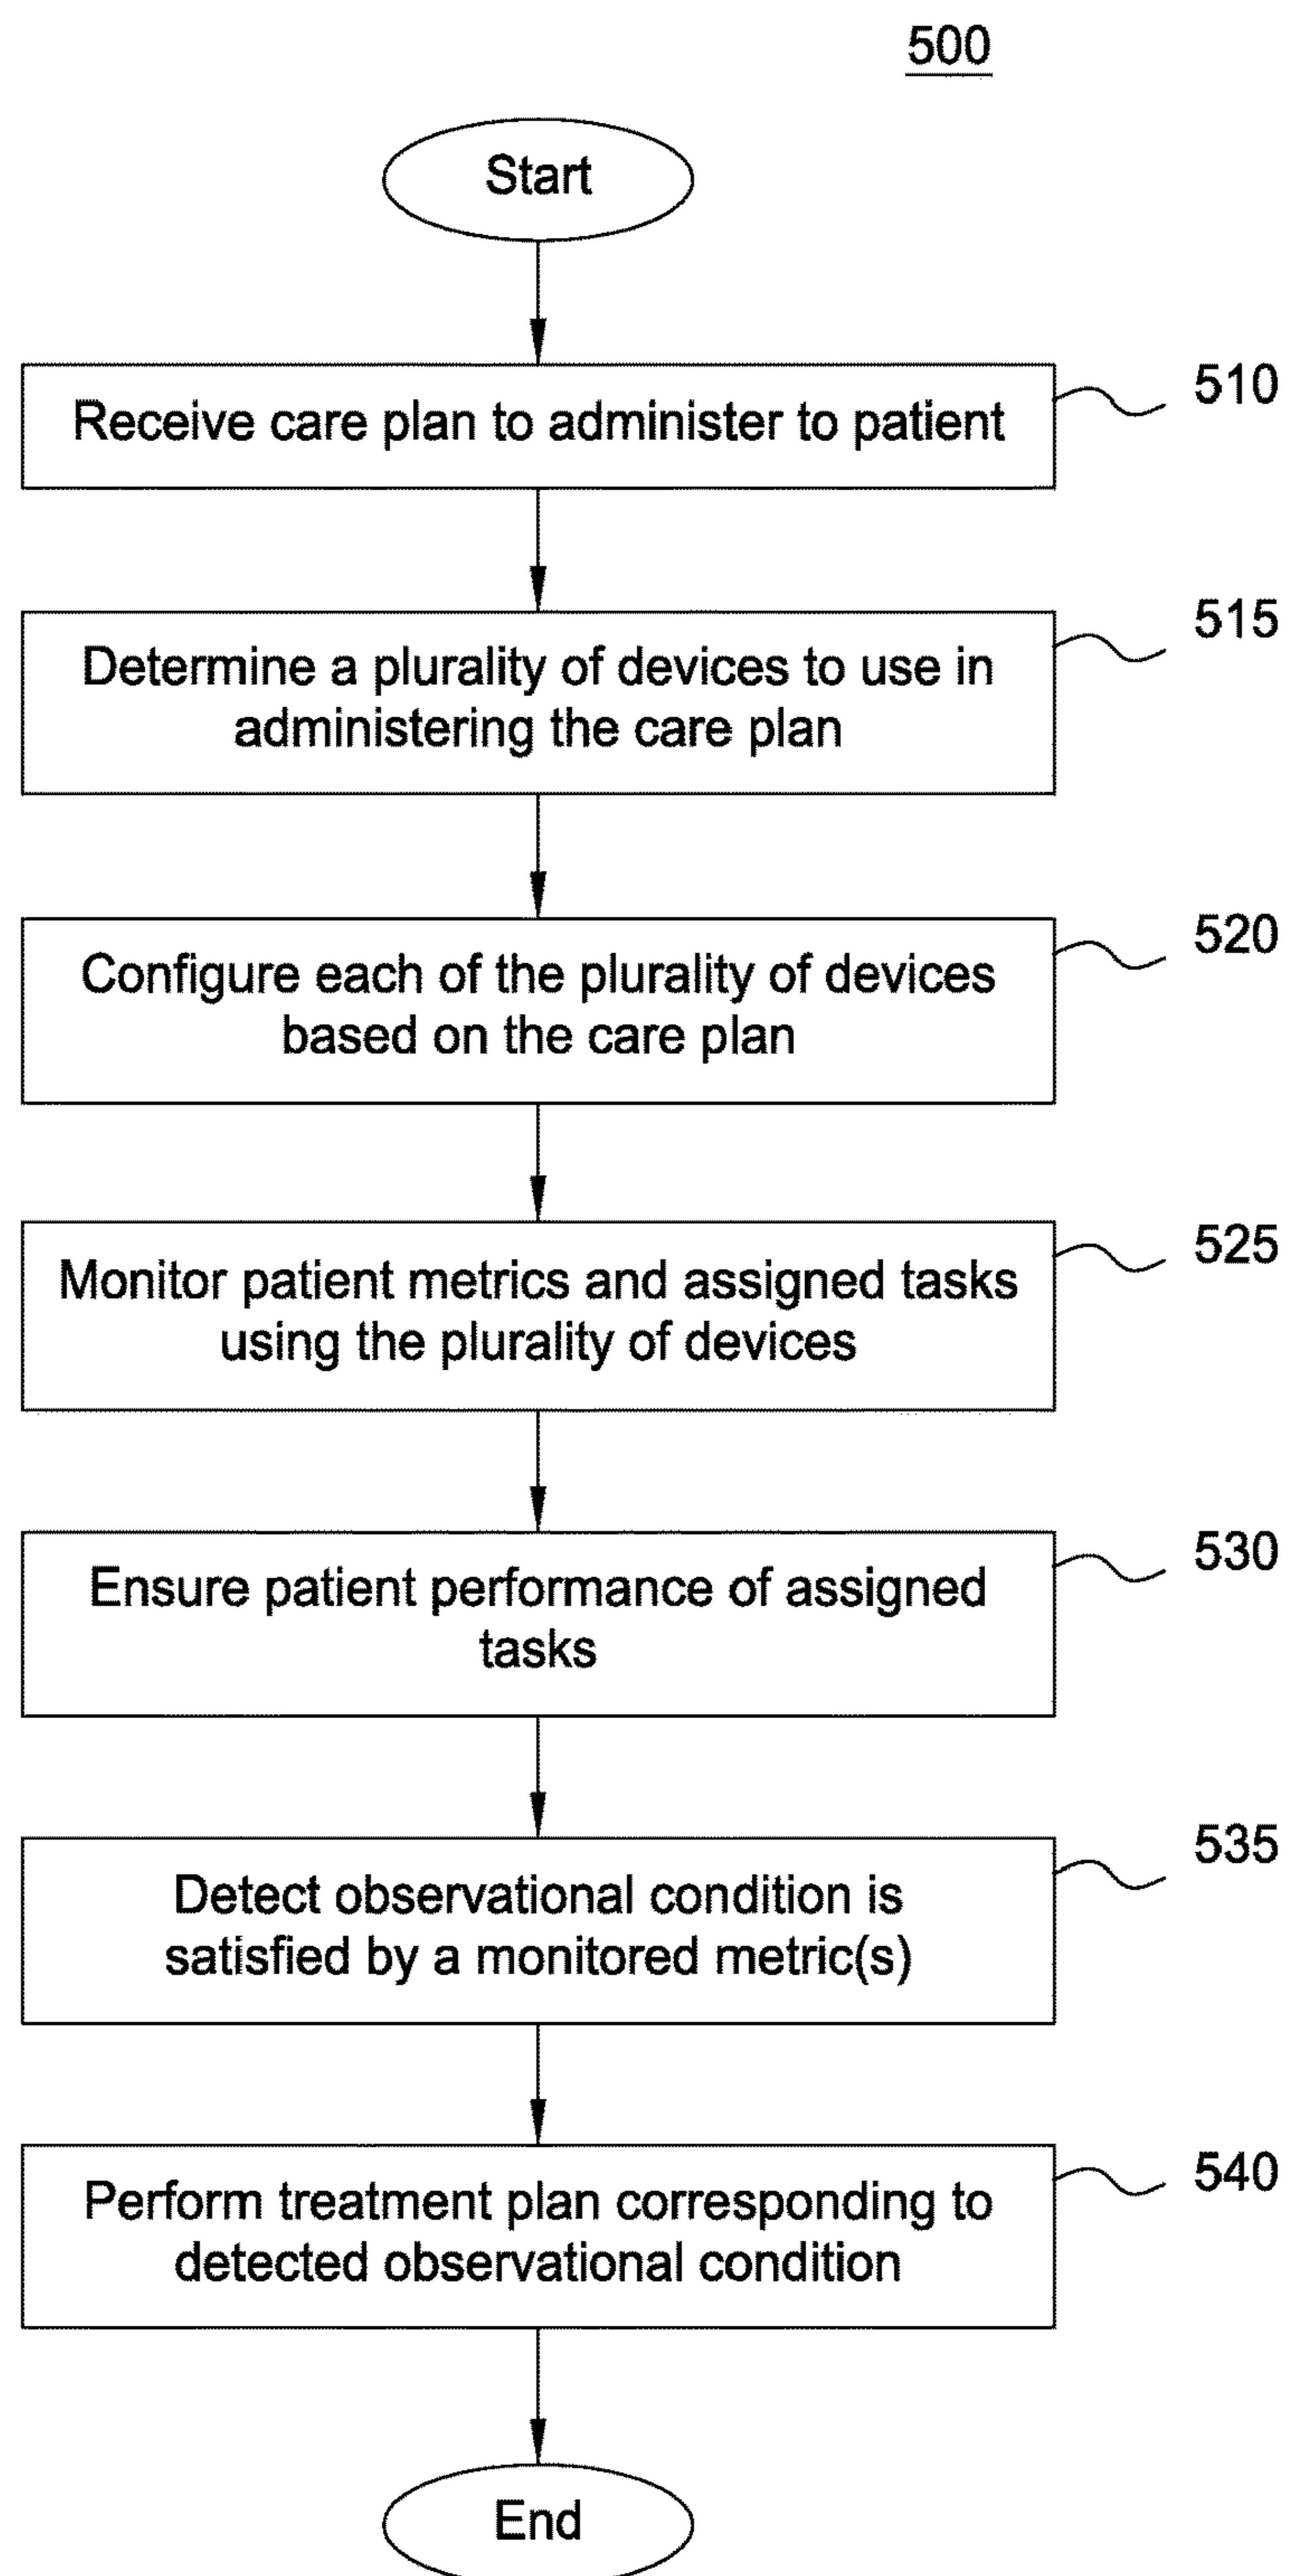 500
Start
Receive care plan to administer to patient
510
Determine a plurality of devices to use in
administering the care plan
515
Configure each of the plurality of devices
based on the care plan
520
Monitor patient metrics and assigned tasks
using the plurality of devices
525
Ensure patient performance of assigned
tasks
530
Detect observational condition is
satisfied by a monitored metric(s)
535
Perform treatment plan corresponding to
detected observational condition
540
End